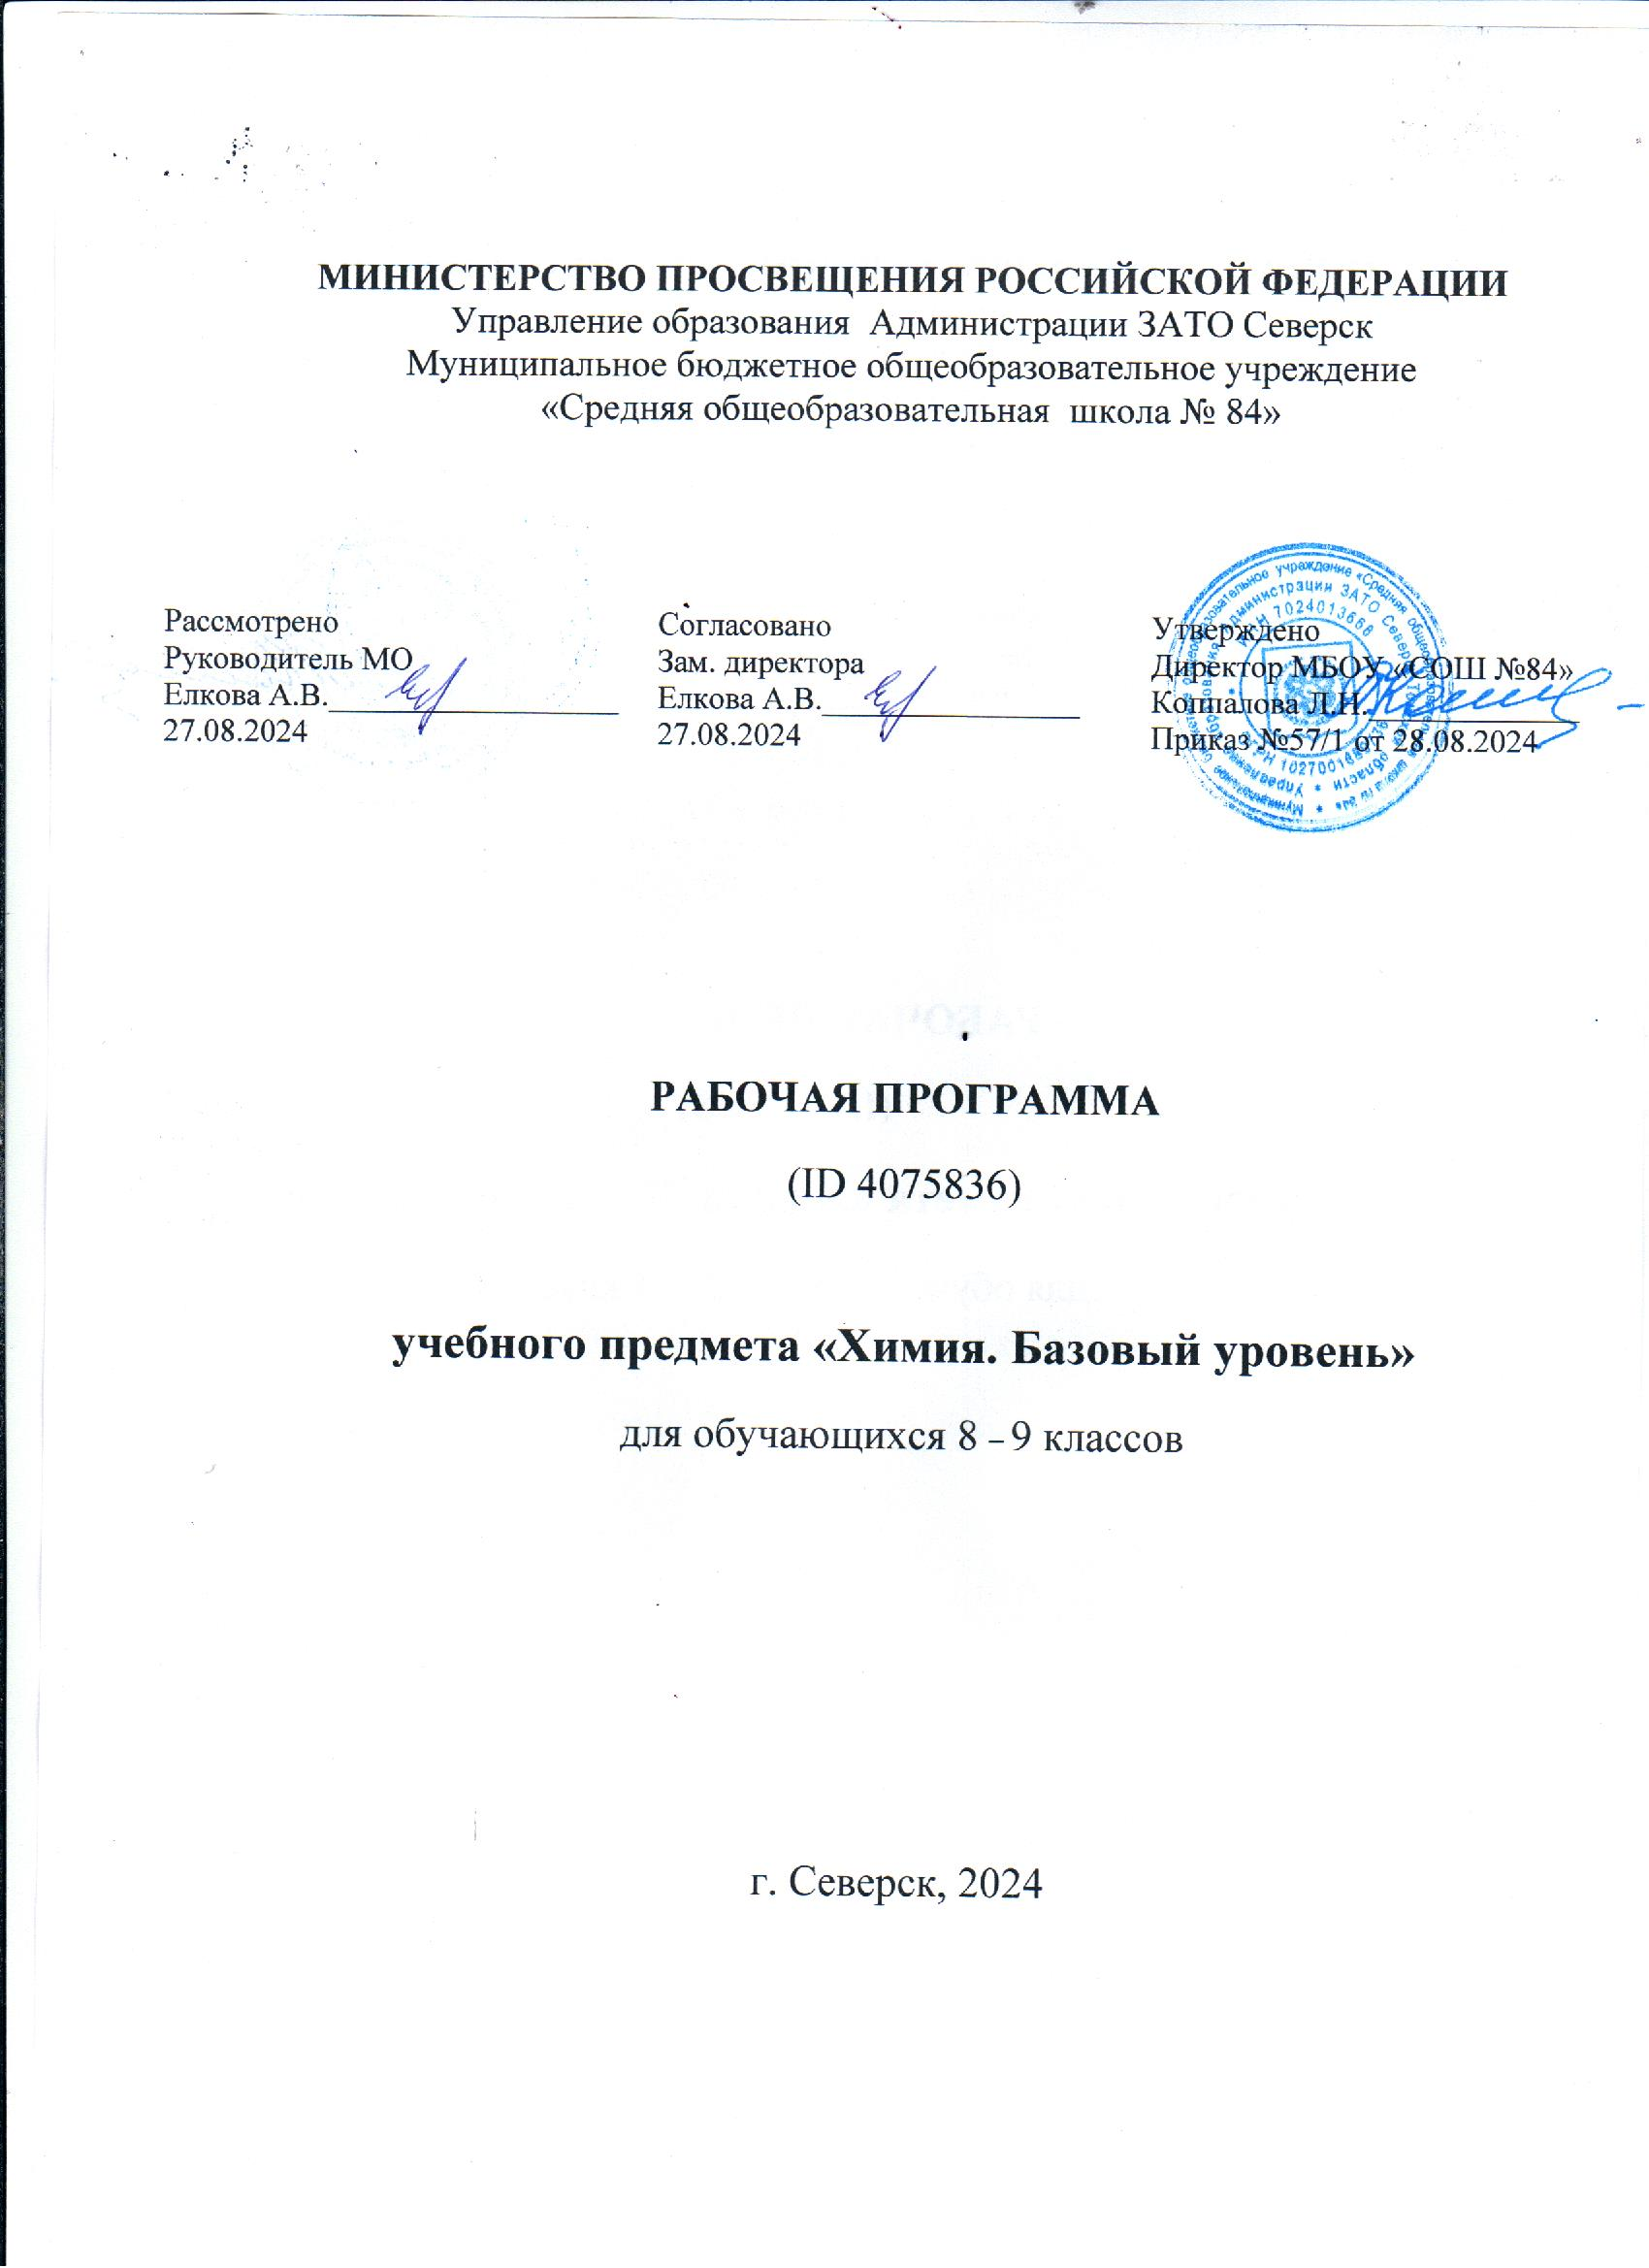 МИНИСТЕРСТВО ПРОСВЕЩЕНИЯ РОССИЙСКОЙ ФЕДЕРАЦИИ
Управление образования Администрации ЗАТО Северск
Муниципальное бюджетное общеобразовательное учреждение
«Средняя общеобразовательная школа № 84»
Рассмотрено
Руководитель МО
Елкова А.В.
27.08.2024
Согласовано
Зам. директора
Елкова А.В.
27.08.2024
Утверждено
Директор МБОУ «СОШ №84»
Коппалова Л.Н.
Приказ №57/1 от 28.08.2024
РАБОЧАЯ ПРОГРАММА
(ID 4075836)
учебного предмета «Химия. Базовый уровень»
для обучающихся 8 – 9 классов
г. Северск, 2024